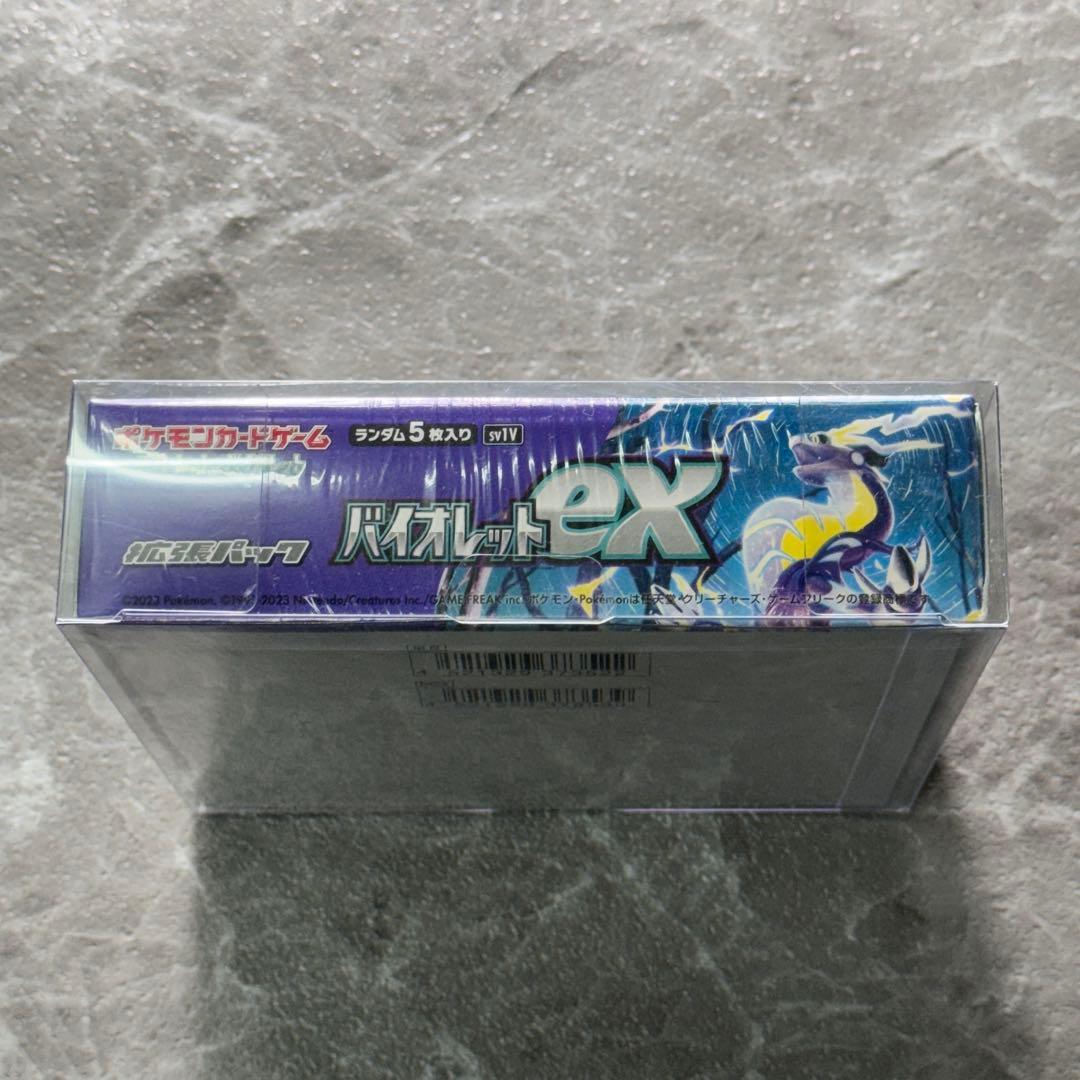 ポケモンカードゲーム
ランダム5枚入り sv1V
バイオレットex
拡張パック
©2023 Pokémon. ©1995-2023 Nintendo/Creatures Inc./GAME FREAK inc. ポケモン・Pokémonは任天堂・クリーチャーズ・ゲームフリークの登録商標です